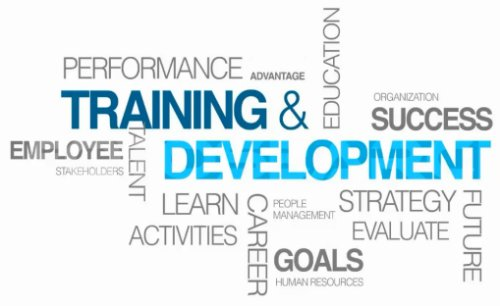 PERFORMANCE
ADVANTAGE
EDUCATION
TRAINING &
ORGANIZATION
SUCCESS
EMPLOYEE
TALENT
DEVELOPMENT
STAKEHOLDERS
LEARN
CAREER
PEOPLE
MANAGEMENT
STRATEGY
FUTURE
ACTIVITIES
EVALUATE
GOALS
HUMAN RESOURCES